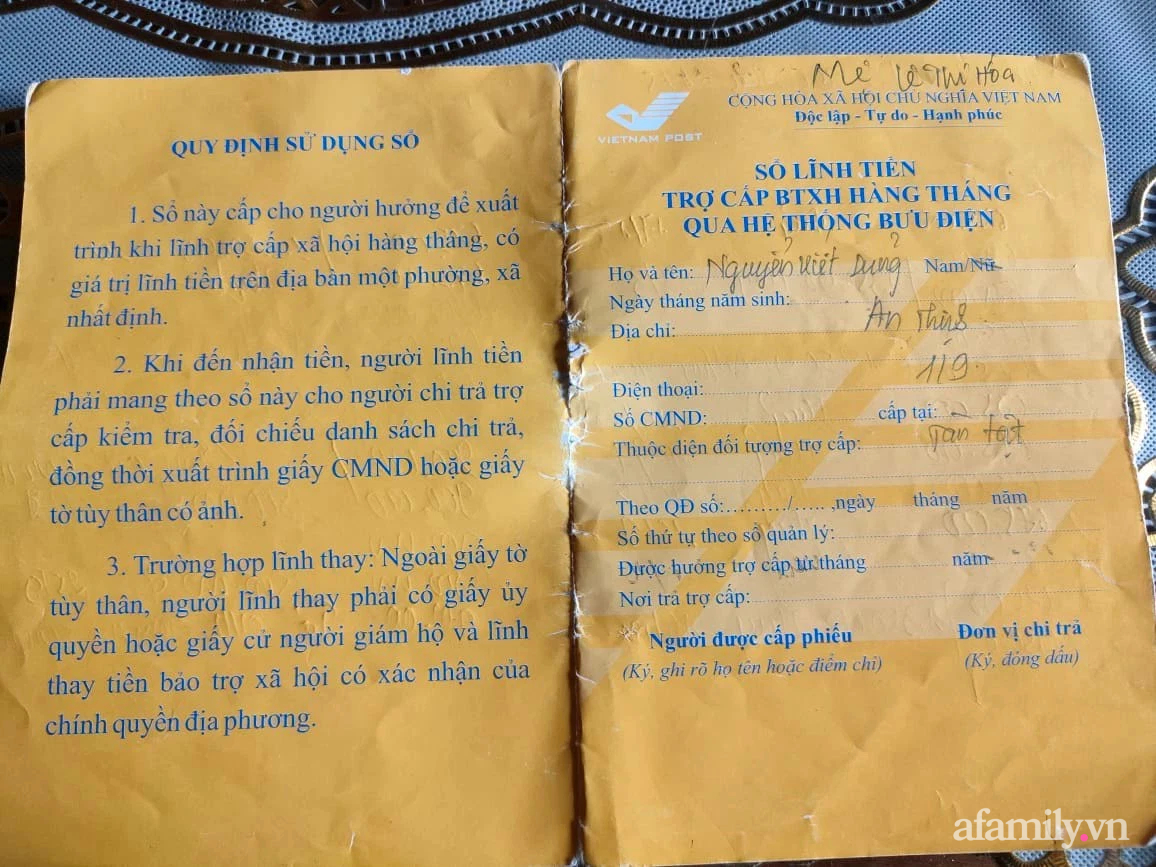 QUY ĐỊNH SỬ DỤNG SỔ
1. Sổ này cấp cho người hưởng để xuất
trình khi lĩnh trợ cấp xã hội hàng tháng, có
giá trị lĩnh tiền trên địa bàn một phường, xã
nhất định.
2. Khi đến nhận tiền, người lĩnh tiền
phải mang theo sổ này cho người chi trả trợ
cấp kiểm tra, đối chiếu danh sách chi trả,
đồng thời xuất trình giấy CMND hoặc giấy
tờ tùy thân có ảnh.
3. Trường hợp lĩnh thay: Ngoài giấy tờ
tùy thân, người lĩnh thay phải có giấy ủy
quyền hoặc giấy cử người giám hộ và lĩnh
thay tiền bảo trợ xã hội có xác nhận của
chính quyền địa phương.
Mẹ Lê Thị Hóa
VIETNAM POST
CỘNG HÒA XÃ HỘI CHỦ NGHĨA VIỆT NAM
Độc lập - Tự do - Hạnh phúc
SỔ LĨNH TIỀN
TRỢ CẤP BTXH HÀNG THÁNG
QUA HỆ THỐNG BƯU ĐIỆN
Họ và tên: Nguyễn Việt Dũng Nam/Nữ
Ngày tháng năm sinh:
Địa chỉ: An
119
Điện thoại:
Số CMND: cấp tại:
Thuộc diện đối tượng trợ cấp: Tàn tật
Theo QĐ số:........./..... ,ngày tháng năm
Số thứ tự theo sổ quản lý:
Được hưởng trợ cấp từ tháng năm
Nơi trả trợ cấp:
Người được cấp phiếu Đơn vị chi trả
(Ký, ghi rõ họ tên hoặc điểm chỉ) (Ký, đóng dấu)
afamily.vn